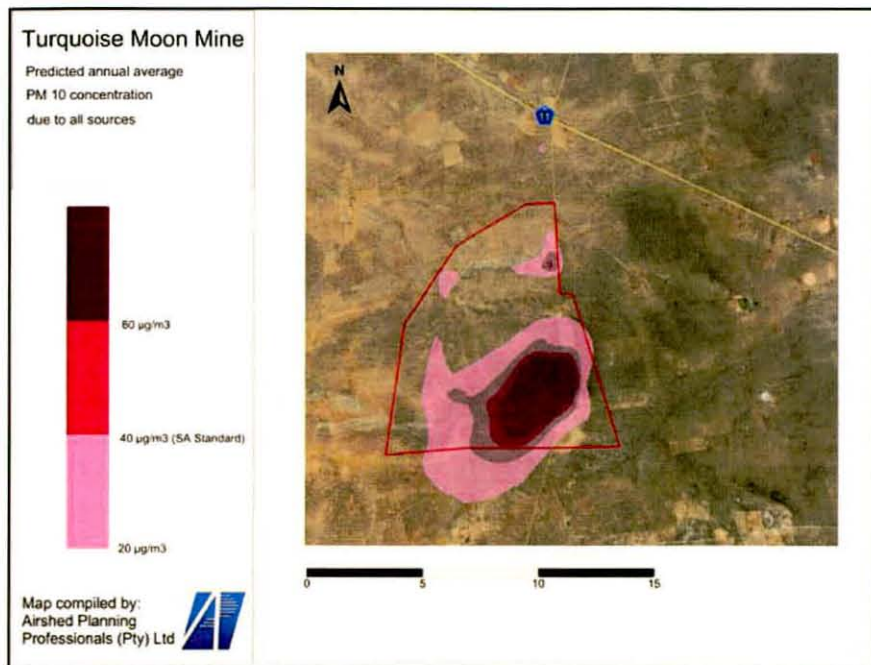 Turquoise Moon Mine
Predicted annual average
PM 10 concentration
due to all sources
60 µg/m3
40 µg/m3 (SA Standard)
20 µg/m3
Map compiled by:
Airshed Planning
Professionals (Pty) Ltd
N
11
0
5
10
15